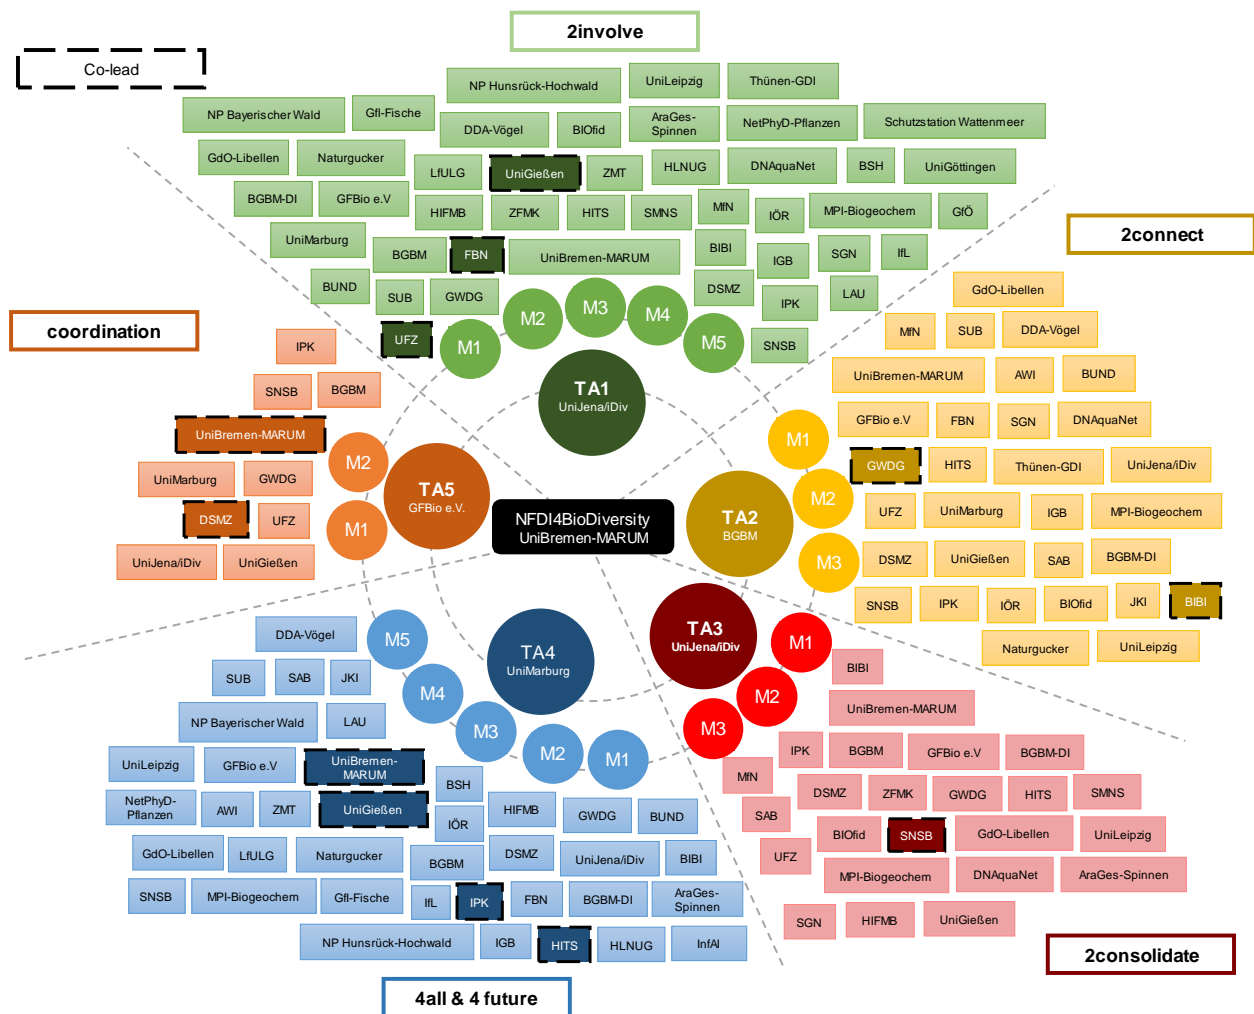 2involve
Co-lead
NP Hunsrück-Hochwald
UniLeipzig
Thünen-GDI
NP Bayerischer Wald
Gfl-Fische
DDA-Vögel
BIOfid
AraGes-
Spinnen
NetPhyD-Pflanzen
Schutzstation Wattenmeer
GdO-Libellen
Naturgucker
LfULG
UniGießen
ZMT
HLNUG
DNAquaNet
BSH
UniGöttingen
BGBM-DI
GFBio e.V
HIFMB
ZFMK
HITS
SMNS
MfN
IÖR
MPI-Biogeochem
GfÖ
UniMarburg
BGBM
FBN
UniBremen-MARUM
BIBI
IGB
SGN
IfL
BUND
SUB
GWDG
DSMZ
IPK
LAU
UFZ
SNSB
M1
M2
M3
M4
M5
TA1
UniJena/iDiv
2connect
GdO-Libellen
MfN
SUB
DDA-Vögel
UniBremen-MARUM
AWI
BUND
GFBio e.V
FBN
SGN
DNAquaNet
GWDG
HITS
Thünen-GDI
UniJena/iDiv
UFZ
UniMarburg
IGB
MPI-Biogeochem
DSMZ
UniGießen
SAB
BGBM-DI
SNSB
IPK
IÖR
BIOfid
JKI
BIBI
Naturgucker
UniLeipzig
M1
M2
M3
TA2
BGBM
coordination
IPK
SNSB
BGBM
UniBremen-MARUM
UniMarburg
GWDG
DSMZ
UFZ
UniJena/iDiv
UniGießen
M2
M1
TA5
GFBio e.V.
NFDI4BioDiversity
UniBremen-MARUM
TA3
UniJena/iDiv
M1
M2
M3
BIBI
UniBremen-MARUM
IPK
BGBM
GFBio e.V
BGBM-DI
MfN
DSMZ
ZFMK
GWDG
HITS
SMNS
SAB
BIOfid
SNSB
GdO-Libellen
UniLeipzig
UFZ
MPI-Biogeochem
DNAquaNet
AraGes-Spinnen
SGN
HIFMB
UniGießen
2consolidate
TA4
UniMarburg
M5
M4
M3
M2
M1
DDA-Vögel
SUB
SAB
JKI
NP Bayerischer Wald
LAU
UniLeipzig
GFBio e.V
UniBremen-
MARUM
BSH
NetPhyD-
Pflanzen
AWI
ZMT
UniGießen
IÖR
HIFMB
GWDG
BUND
GdO-Libellen
LfULG
Naturgucker
BGBM
DSMZ
UniJena/iDiv
BIBI
SNSB
MPI-Biogeochem
Gfl-Fische
IfL
IPK
FBN
BGBM-DI
AraGes-
Spinnen
NP Hunsrück-Hochwald
IGB
HITS
HLNUG
InfAI
4all & 4 future